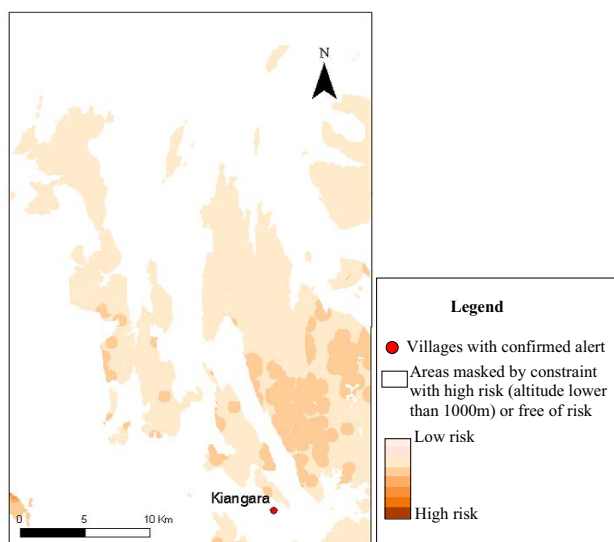 N
Legend
Villages with confirmed alert
Areas masked by constraint
with high risk (altitude lower
than 1000m) or free of risk
Low risk
High risk
Kiangara
0 5 10 Km